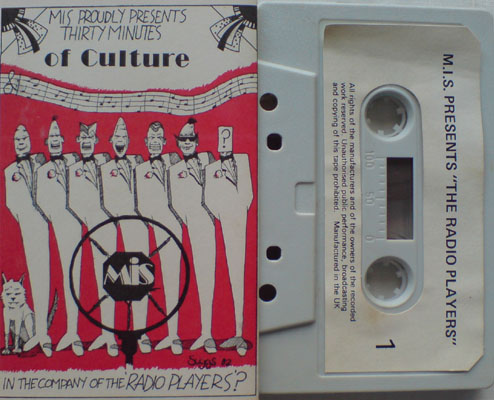 MIS PROUDLY PRESENTS
THIRTY MINUTES
of Culture
?
MIS
82
IN THE COMPANY OF THE RADIO PLAYERS?
M.I.S. PRESENTS "THE RADIO PLAYERS"
100 50 0
1
All rights of the manufacturers and of the owners of the recorded
work reserved. Unauthorised public performance, broadcasting
and copying of this tape prohibited. Manufactured in the UK